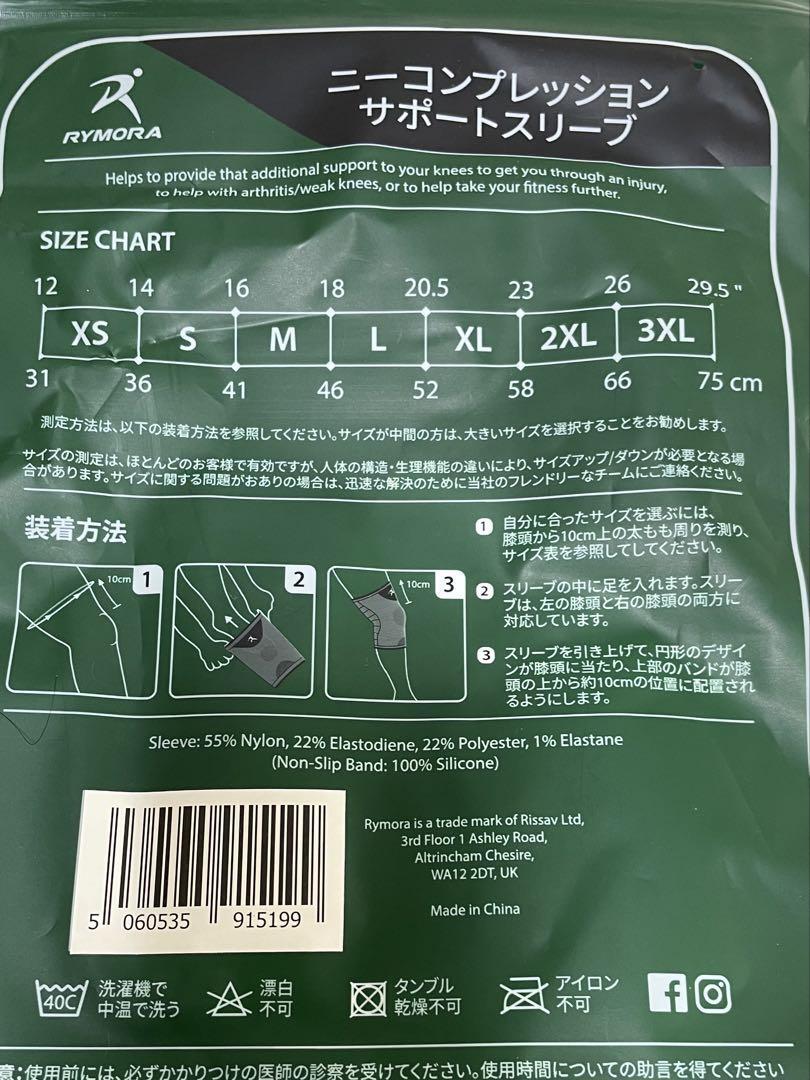 RYMORA
ニーコンプレッション
サポートスリーブ
Helps to provide that additional support to your knees to get you through an injury,
to help with arthritis/weak knees, or to help take your fitness further.
SIZE CHART
12 14 16 18 20.5 23 26 29.5 "
XS S M L XL 2XL 3XL
31 36 41 46 52 58 66 75 cm
測定方法は、以下の装着方法を参照してください。サイズが中間の方は、大きいサイズを選択することをお勧めします。
サイズの測定は、ほとんどのお客様で有効ですが、人体の構造・生理機能の違いにより、サイズアップ/ダウンが必要となる場
合があります。サイズに関する問題がおありの場合は、迅速な解決のために当社のフレンドリーなチームにご連絡ください。
装着方法
10cm 1
2
10cm 3
1 自分に合ったサイズを選ぶには、
膝頭から10cm上の太もも周りを測り、
サイズ表を参照してしてください。
2 スリーブの中に足を入れます。スリー
ブは、左の膝頭と右の膝頭の両方に
対応しています。
3 スリーブを引き上げて、円形のデザイ
ンが膝頭に当たり、上部のバンドが膝
頭の上から約10cmの位置に配置され
るようにします。
Sleeve: 55% Nylon, 22% Elastodiene, 22% Polyester, 1% Elastane
(Non-Slip Band: 100% Silicone)
5 060535 915199
Rymora is a trade mark of Rissav Ltd,
3rd Floor 1 Ashley Road,
Altrincham Chesire,
WA12 2DT, UK
Made in China
40C 洗濯機で
中温で洗う
漂白
不可
タンブル
乾燥不可
アイロン
不可
意:使用前には、必ずかかりつけの医師の診察を受けてください。使用時間についての助言を得てください